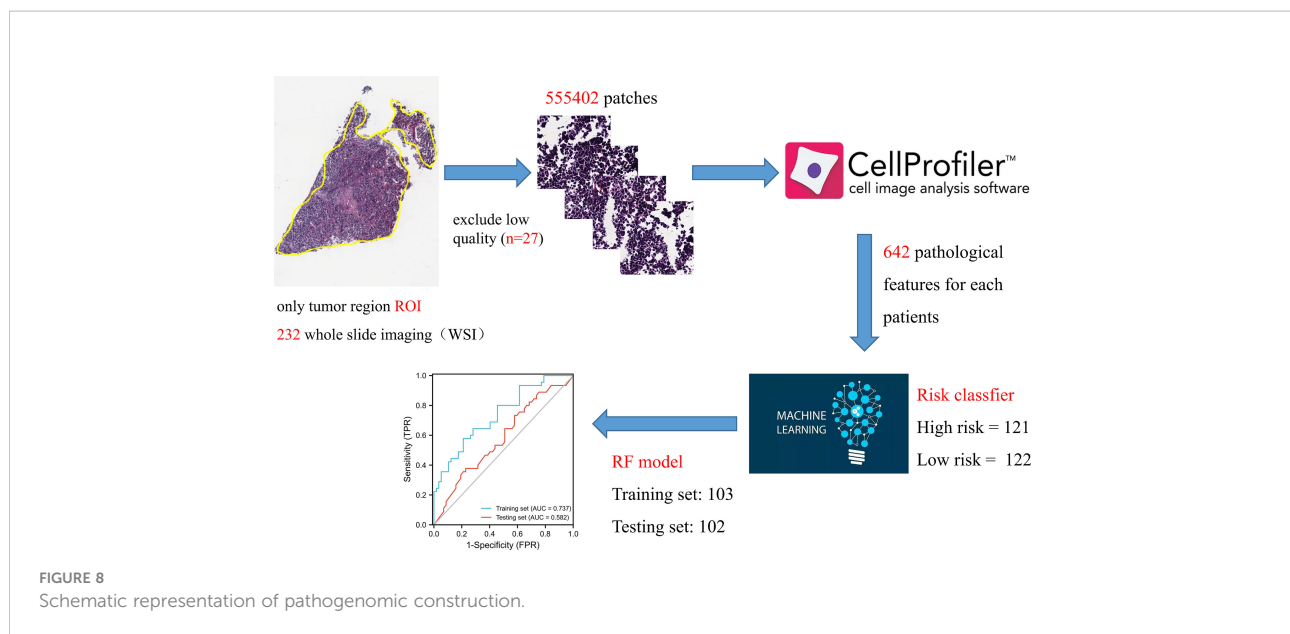 555402 patches
exclude low
quality (n=27)
CellProfiler™
cell image analysis software
only tumor region ROI
232 whole slide imaging（WSI）
642 pathological
features for each
patients
MACHINE
LEARNING
Risk classfier
High risk = 121
Low risk = 122
RF model
Training set: 103
Testing set: 102
Sensitivity (TPR)
1.0
0.8
0.6
0.4
0.2
0.0
Training set (AUC = 0.737)
Testing set (AUC = 0.582)
0.0 0.2 0.4 0.6 0.8 1.0
1-Specificity (FPR)
FIGURE 8
Schematic representation of pathogenomic construction.